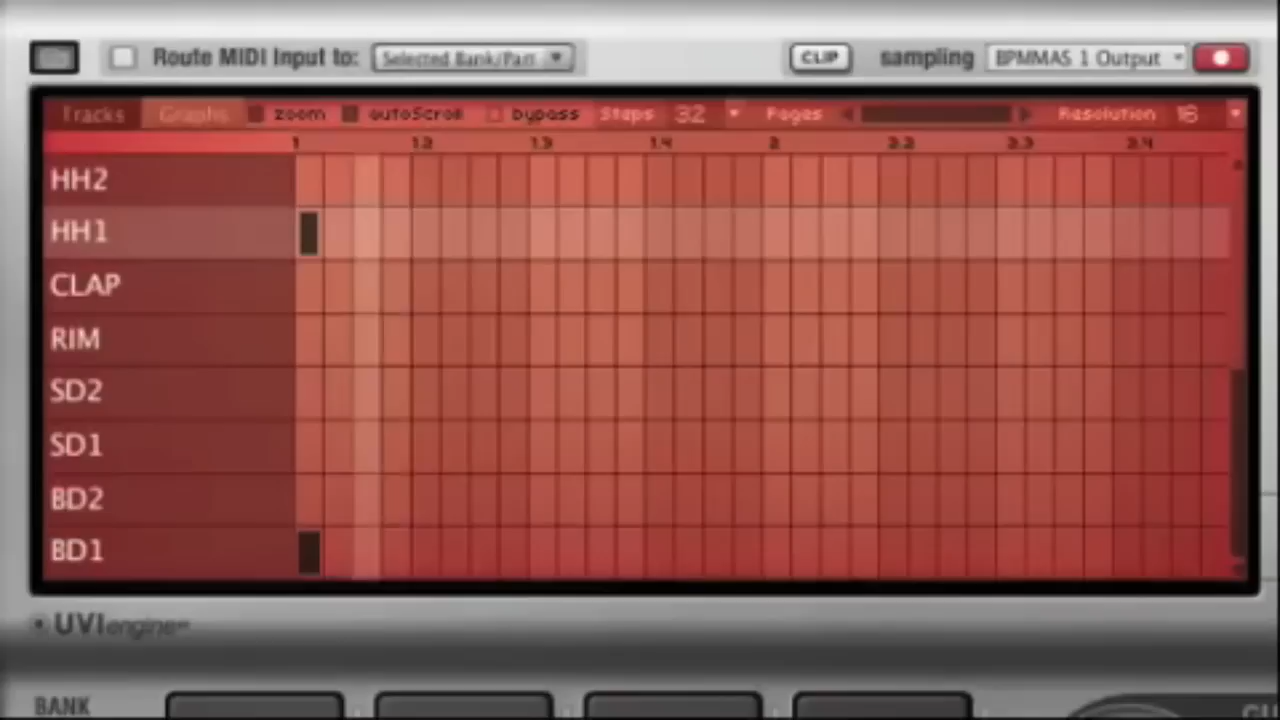 Route MIDI Input to: Selected Bank/Part CLIP sampling BPMMAS 1 Output
Tracks Graphs zoom autoScroll bypass Steps 32 Pages Resolution 16
1 1.2 1.3 1.4 2 2.2 2.3 2.4
HH2
HH1
CLAP
RIM
SD2
SD1
BD2
BD1
UVIengine
BANK